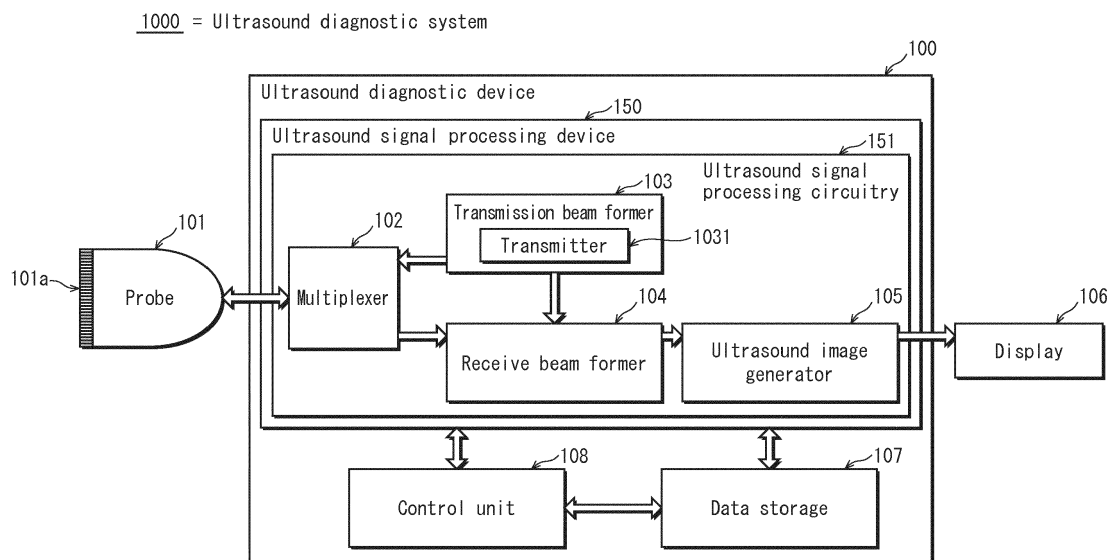 1000 = Ultrasound diagnostic system
100
Ultrasound diagnostic device
150
Ultrasound signal processing device
151
Ultrasound signal
processing circuitry
103
Transmission beam former
Transmitter
1031
101
101a
Probe
102
Multiplexer
104
Receive beam former
105
Ultrasound image
generator
106
Display
108
Control unit
107
Data storage